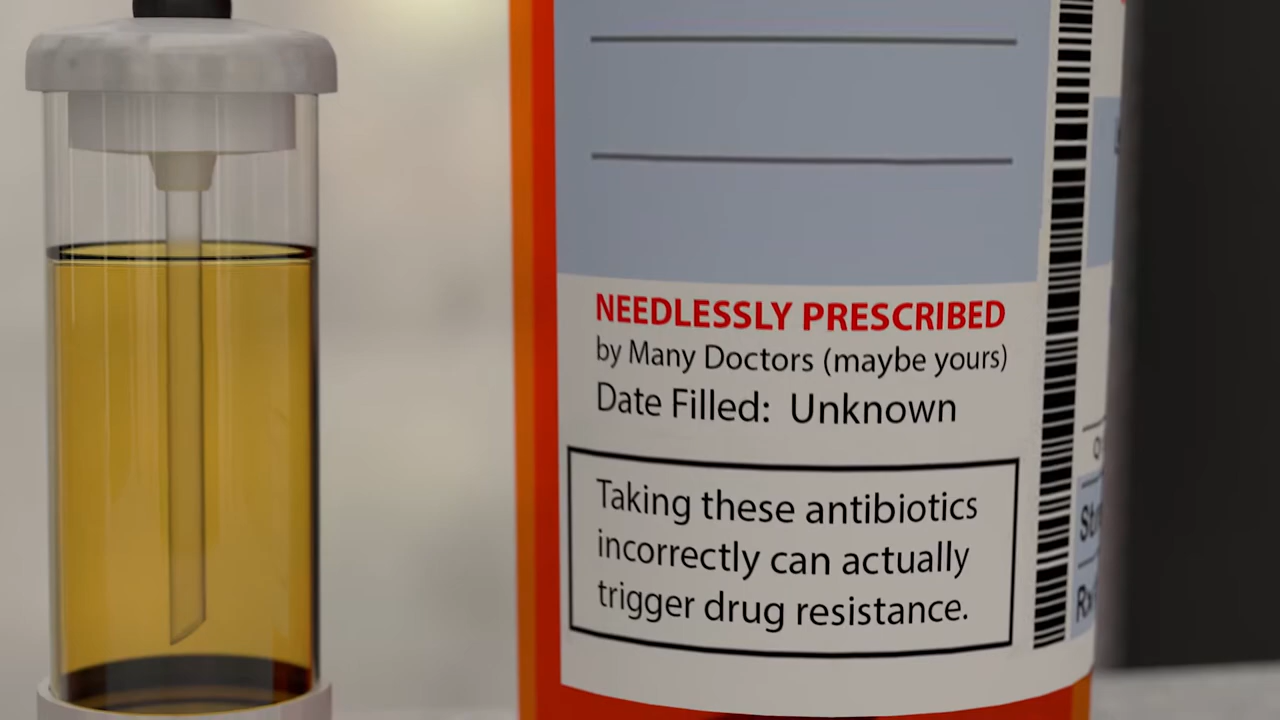 NEEDLESSLY PRESCRIBED
by Many Doctors (maybe yours)
Date Filled: Unknown
Taking these antibiotics
incorrectly can actually
trigger drug resistance.